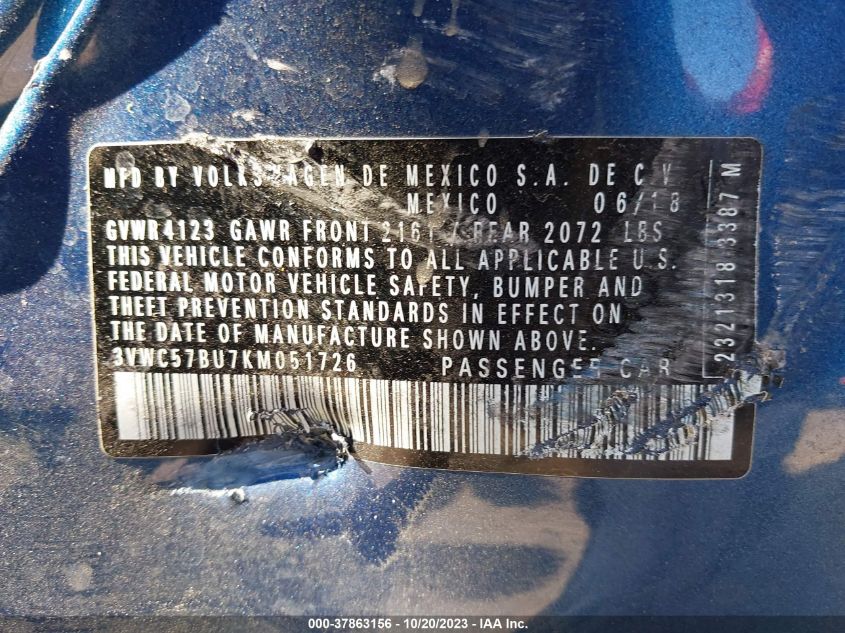 MFD BY VOLKSWAGEN DE MEXICO S.A. DE C V
MEXICO 06/18
GVWR4123 GAWR FRONT 2161 / REAR 2072 LBS
THIS VEHICLE CONFORMS TO ALL APPLICABLE U.S.
FEDERAL MOTOR VEHICLE SAFETY, BUMPER AND
THEFT PREVENTION STANDARDS IN EFFECT ON
THE DATE OF MANUFACTURE SHOWN ABOVE.
3VWC57BU7KM051726 PASSENGER CAR
2321318 3387 M
000-37863156 - 10/20/2023 - IAA Inc.